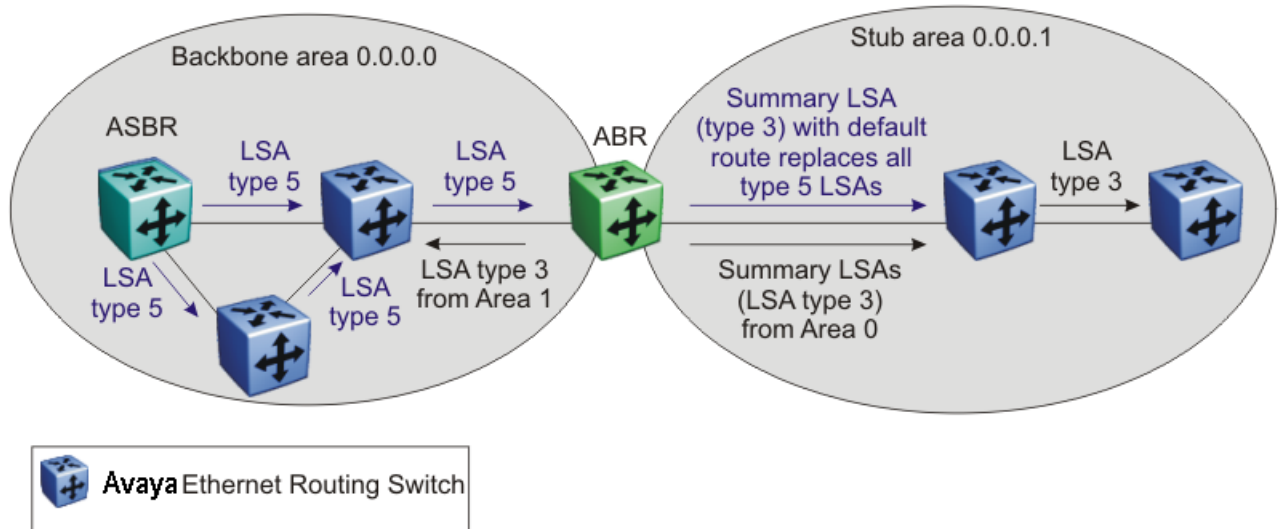 Backbone area 0.0.0.0
Stub area 0.0.0.1
ASBR
LSA
type 5
LSA
type 5
ABR
Summary LSA
(type 3) with default
route replaces all
type 5 LSAs
LSA
type 3
LSA
type 5
LSA
type 5
LSA type 3
from Area 1
Summary LSAs
(LSA type 3)
from Area 0
Avaya Ethernet Routing Switch